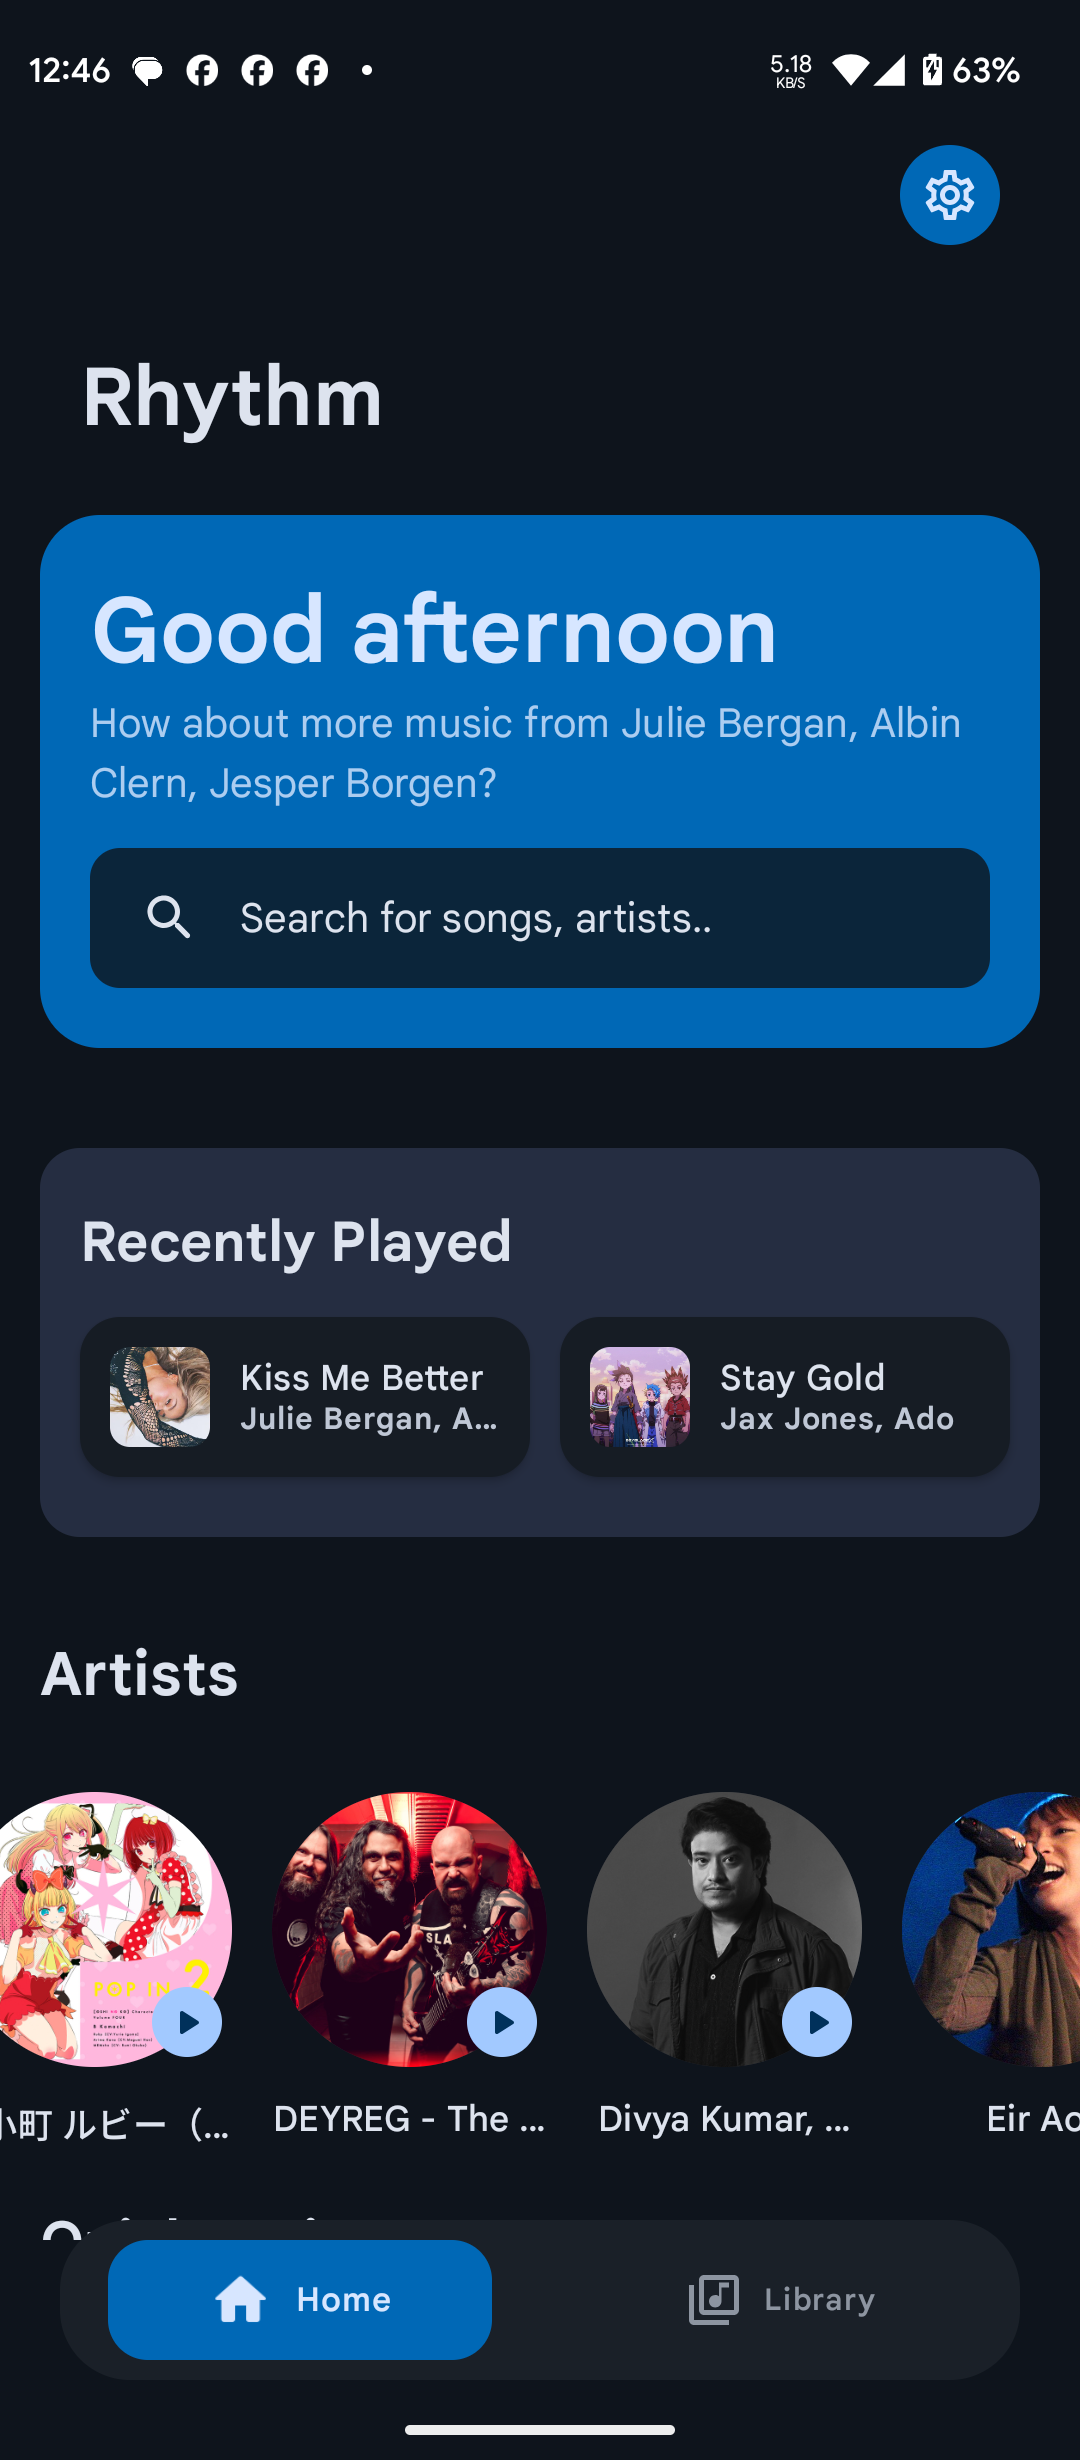 12:46
5.18
KB/S
63%
Rhythm
Good afternoon
How about more music from Julie Bergan, Albin
Clern, Jesper Borgen?
Search for songs, artists..
Recently Played
Kiss Me Better
Julie Bergan, A...
Stay Gold
Jax Jones, Ado
Artists
POP IN 2
SLA
小町 ルビー（...
DEYREG - The ...
Divya Kumar, ...
Eir Ao
Home
Library